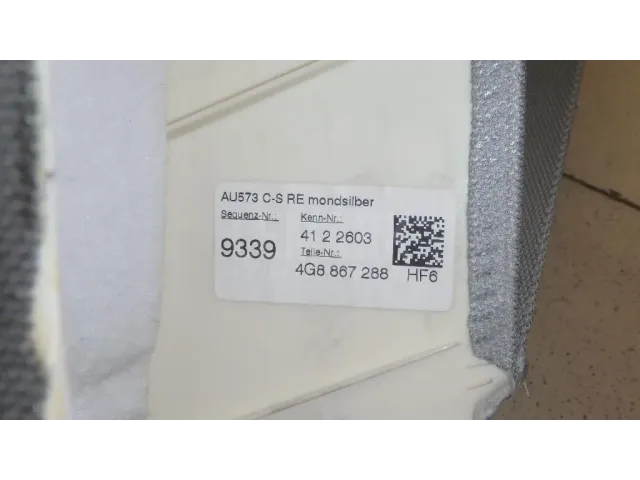 AU573 C-S RE mondsilber
Sequenz-Nr.: Kenn-Nr.:
9339 41 2 2603
Teile-Nr.:
4G8 867 288 HF6